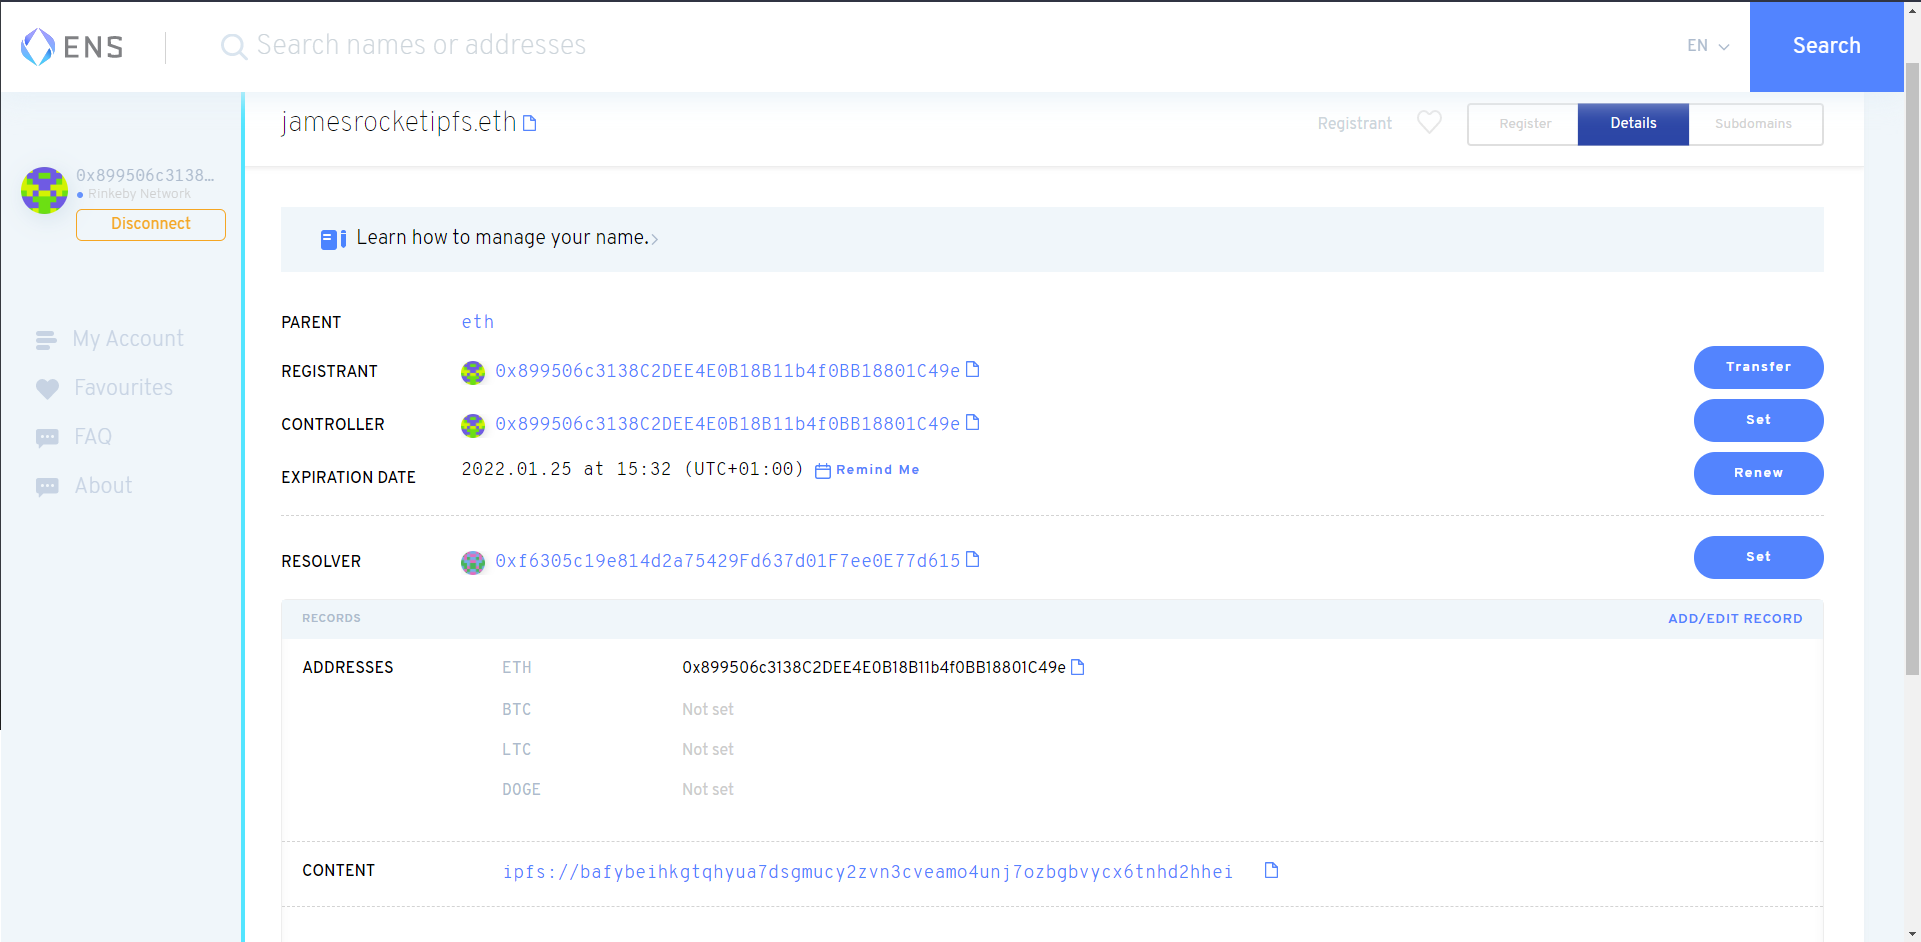 ENS
Search names or addresses
EN
Search
jamesrocketipfs.eth
Registrant
Register
Details
Subdomains
0x899506c3138...
Rinkeby Network
Disconnect
My Account
Favourites
FAQ
About
Learn how to manage your name.
PARENT eth
REGISTRANT 0x899506c3138C2DEE4E0B18B11b4f0BB18801C49e Transfer
CONTROLLER 0x899506c3138C2DEE4E0B18B11b4f0BB18801C49e Set
EXPIRATION DATE 2022.01.25 at 15:32 (UTC+01:00) Remind Me Renew
RESOLVER 0xf6305c19e814d2a75429Fd637d01F7ee0E77d615 Set
RECORDS ADD/EDIT RECORD
ADDRESSES ETH 0x899506c3138C2DEE4E0B18B11b4f0BB18801C49e
BTC Not set
LTC Not set
DOGE Not set
CONTENT ipfs://bafybeihkgtqhyua7dsgmucy2zvn3cveamo4unj7ozbgbvycx6tnhd2hhei